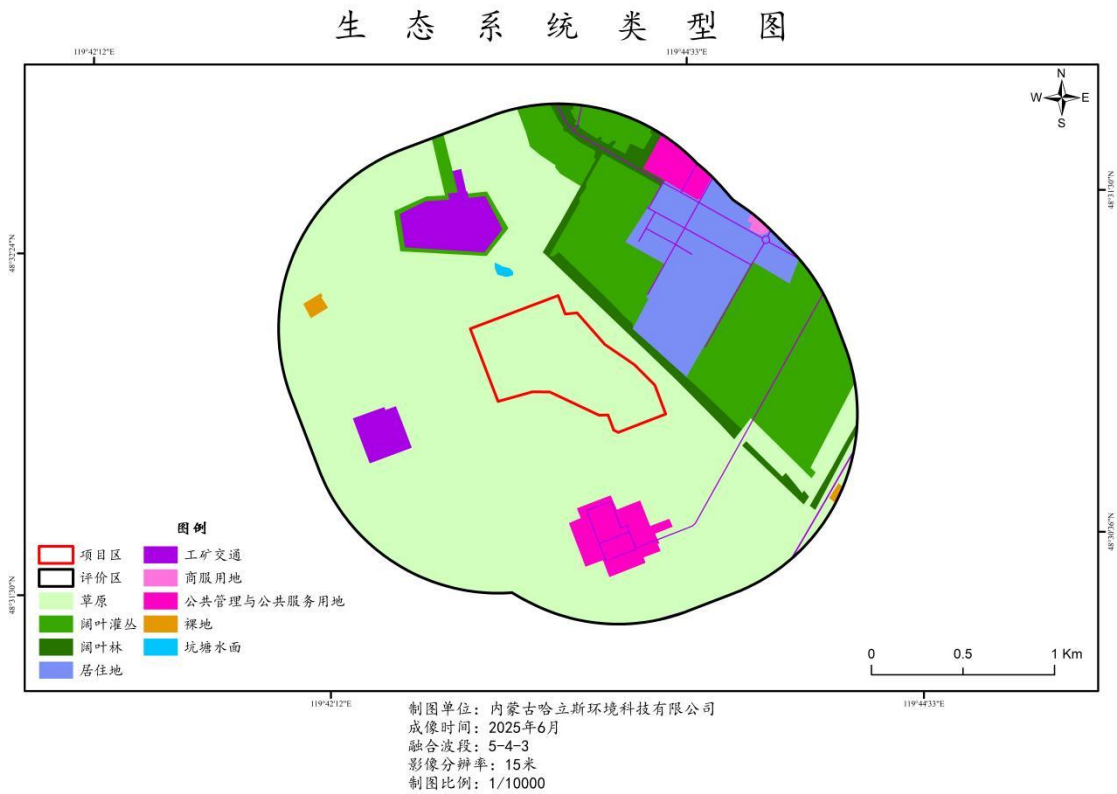 生态系统类型图
119°42'12"E
119°44'33"E
N
W
E
S
48°32'24"N
48°31'30"N
图例
项目区
工矿交通
评价区
商服用地
草原
公共管理与公共服务用地
阔叶灌丛
裸地
阔叶林
坑塘水面
居住地
48°31'30"N
48°30'36"N
0
0.5
1 Km
119°42'12"E
119°44'33"E
制图单位：内蒙古哈立斯环境科技有限公司
成像时间：2025年6月
融合波段：5-4-3
影像分辨率：15米
制图比例：1/10000